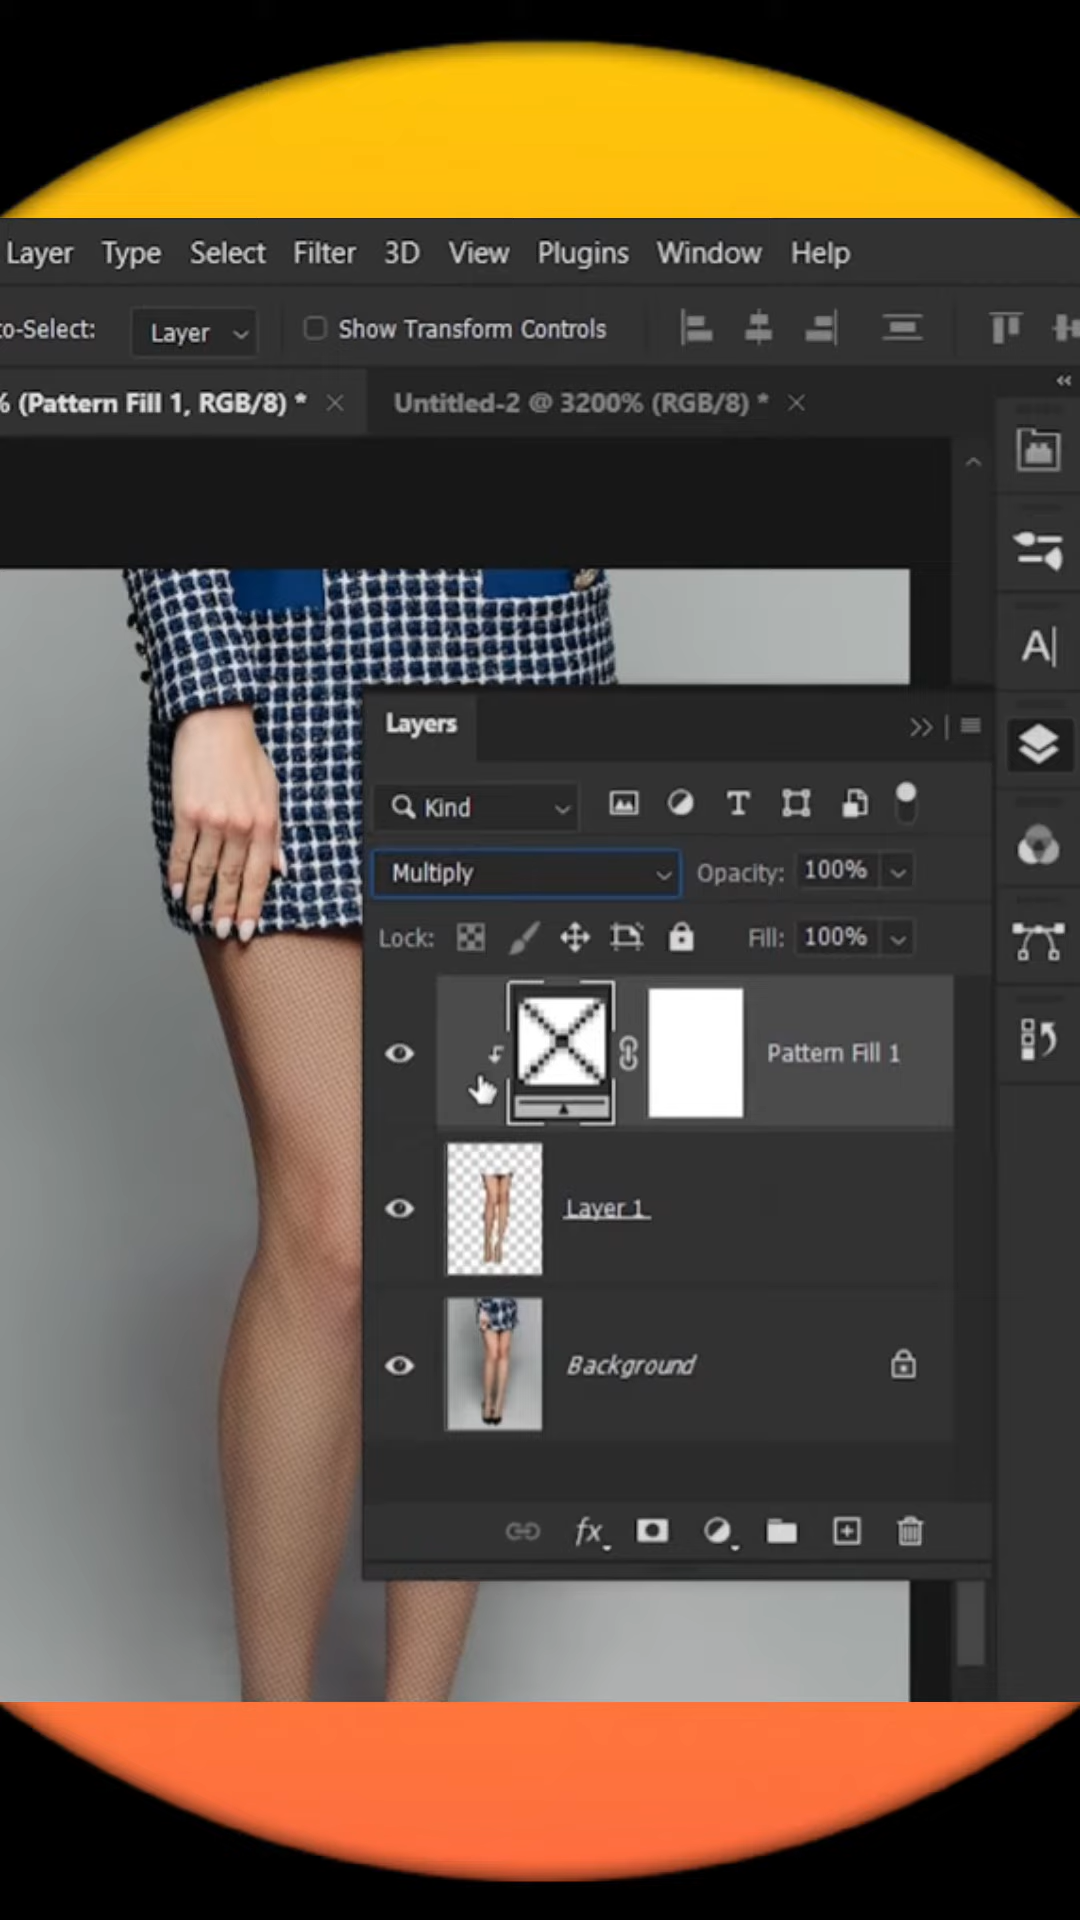 Layer Type Select Filter 3D View Plugins Window Help
to-Select: Layer Show Transform Controls
% (Pattern Fill 1, RGB/8) * Untitled-2 @ 3200% (RGB/8) *
A
Layers
Kind T
Multiply Opacity: 100%
Lock: Fill: 100%
Pattern Fill 1
Layer 1
Background
fx